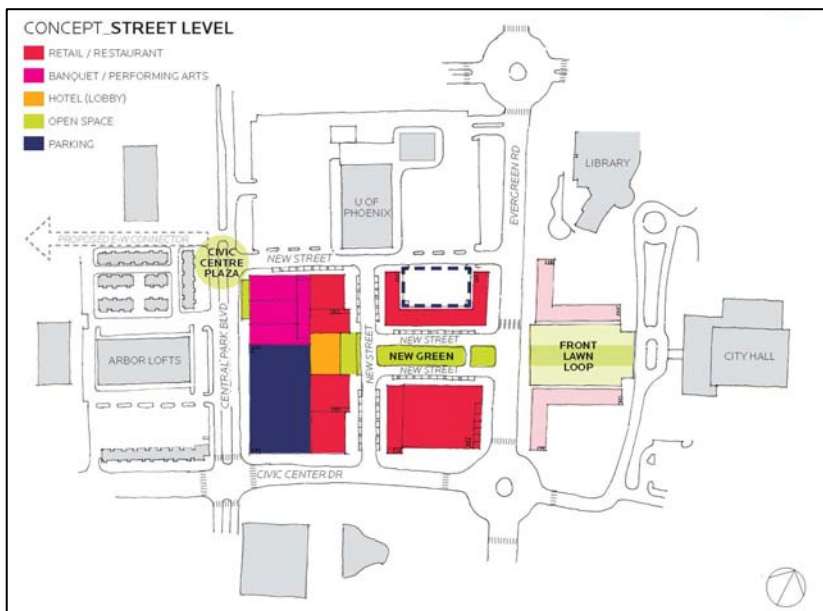 CONCEPT_STREET LEVEL
RETAIL / RESTAURANT
BANQUET / PERFORMING ARTS
HOTEL (LOBBY)
OPEN SPACE
PARKING
LIBRARY
EVERGREEN RD
U OF
PHOENIX
PROPOSED E-W CONNECTOR
CIVIC
CENTRE
PLAZA
NEW STREET
CENTRAL PARK BLVD
NEW STREET
NEW STREET
NEW GREEN
NEW STREET
FRONT
LAWN
LOOP
CITY HALL
ARBOR LOFTS
CIVIC CENTER DR